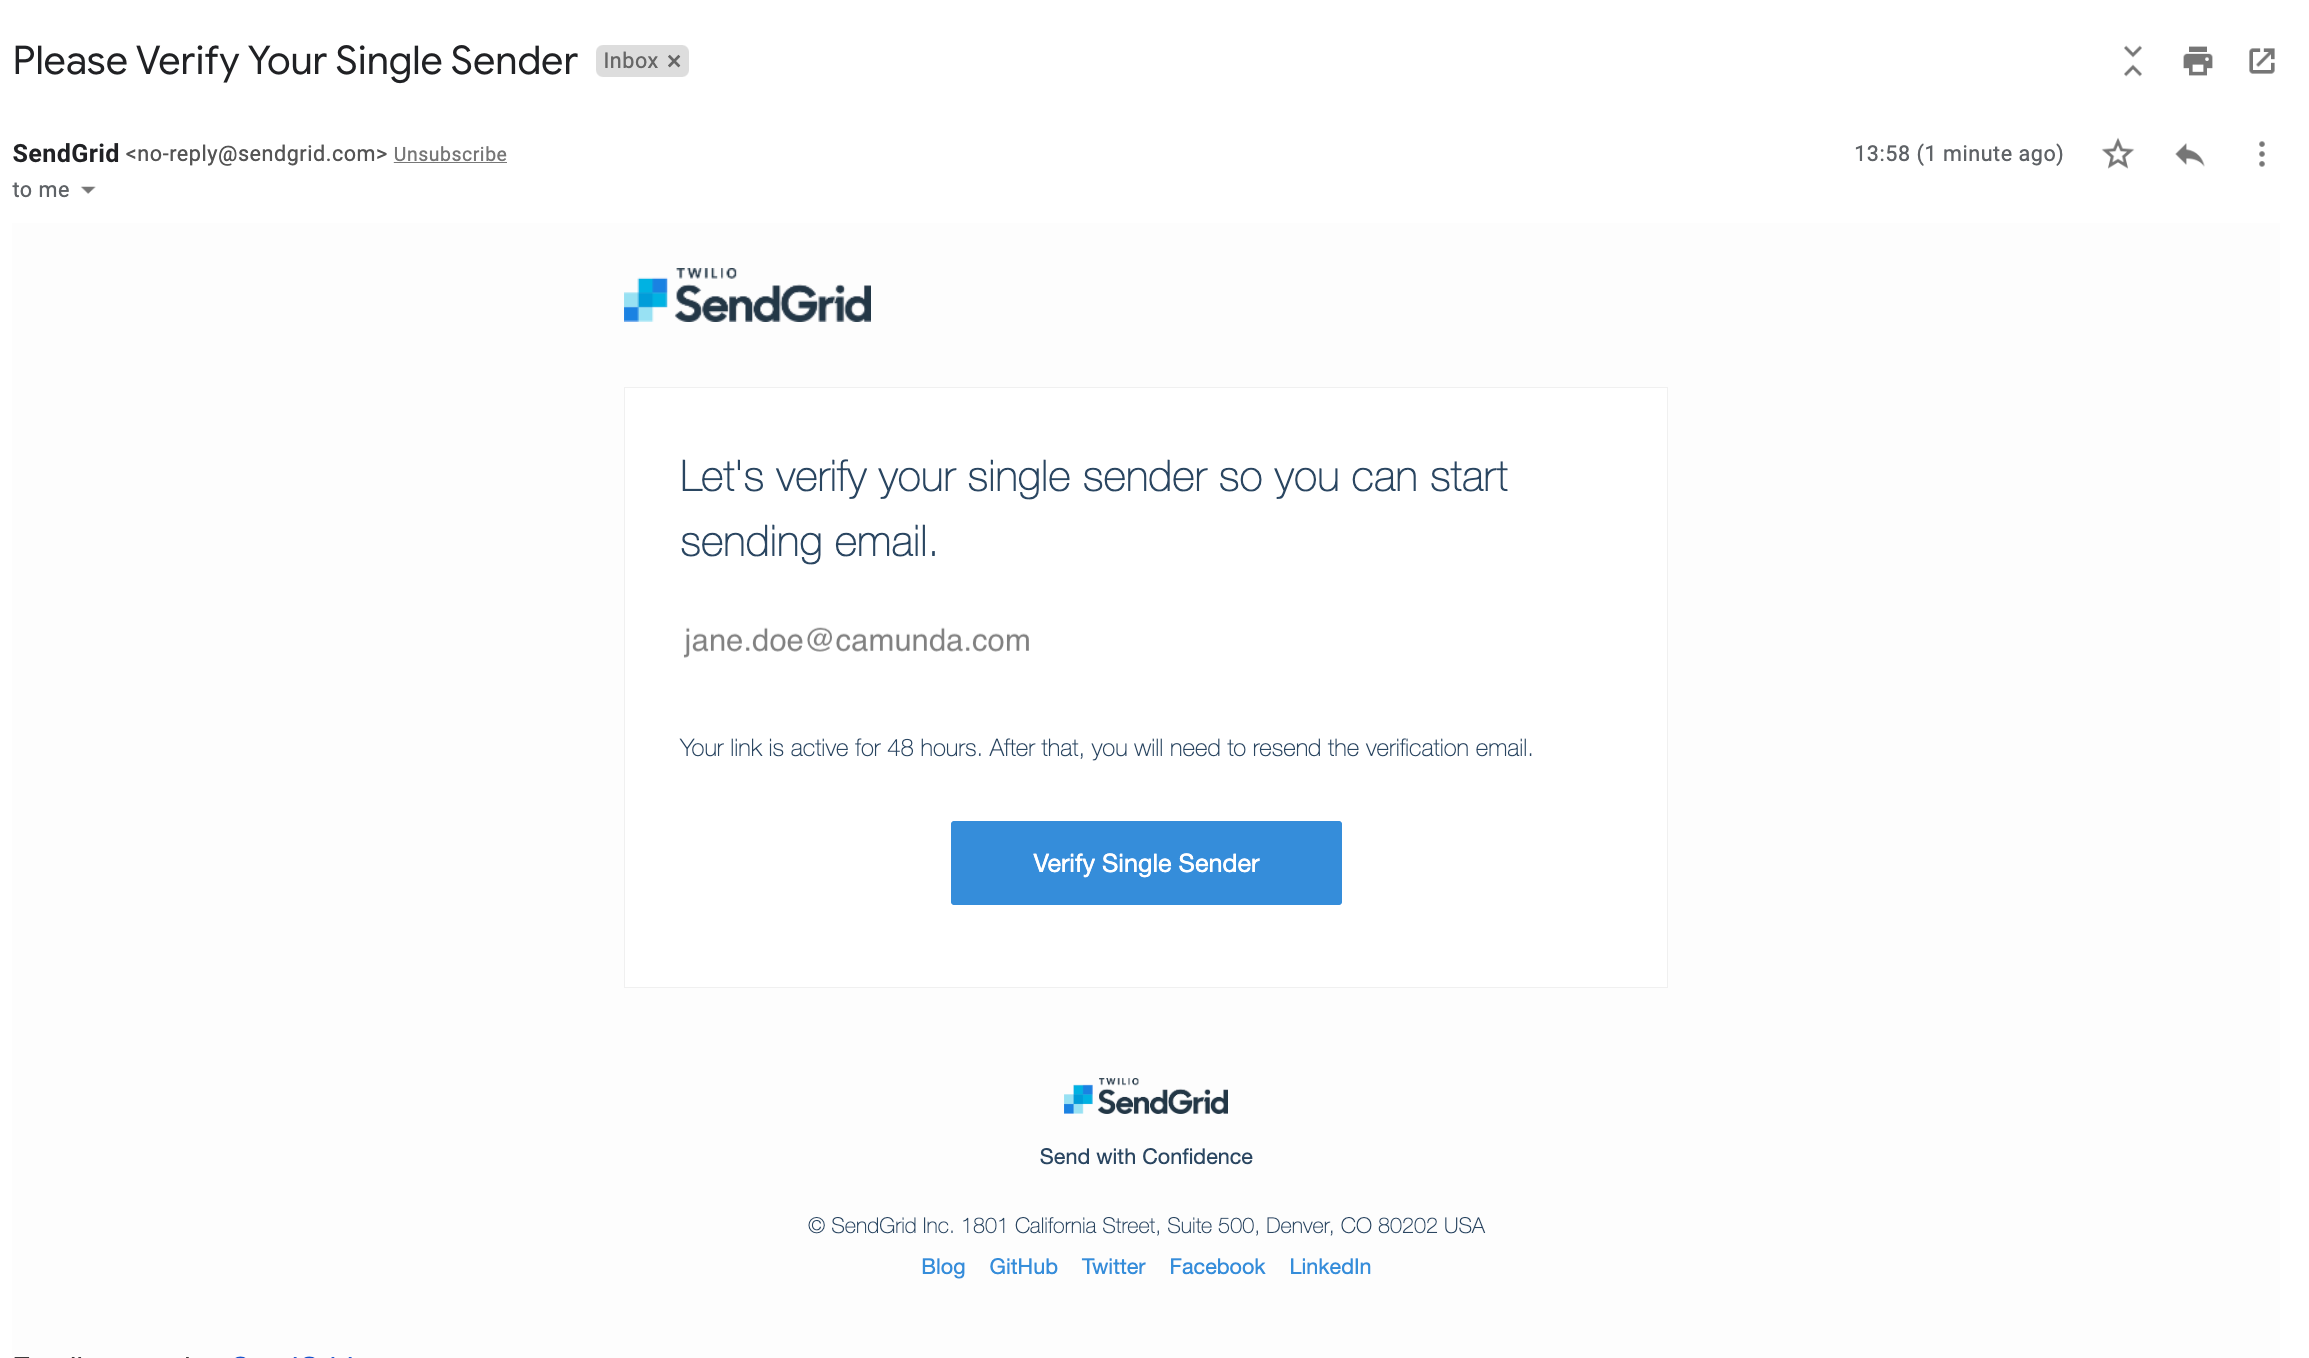 Please Verify Your Single Sender Inbox ×
SendGrid <no-reply@sendgrid.com> Unsubscribe 13:58 (1 minute ago)
to me
TWILIO
SendGrid
Let's verify your single sender so you can start
sending email.
jane.doe@camunda.com
Your link is active for 48 hours. After that, you will need to resend the verification email.
Verify Single Sender
TWILIO
SendGrid
Send with Confidence
© SendGrid Inc. 1801 California Street, Suite 500, Denver, CO 80202 USA
Blog GitHub Twitter Facebook LinkedIn